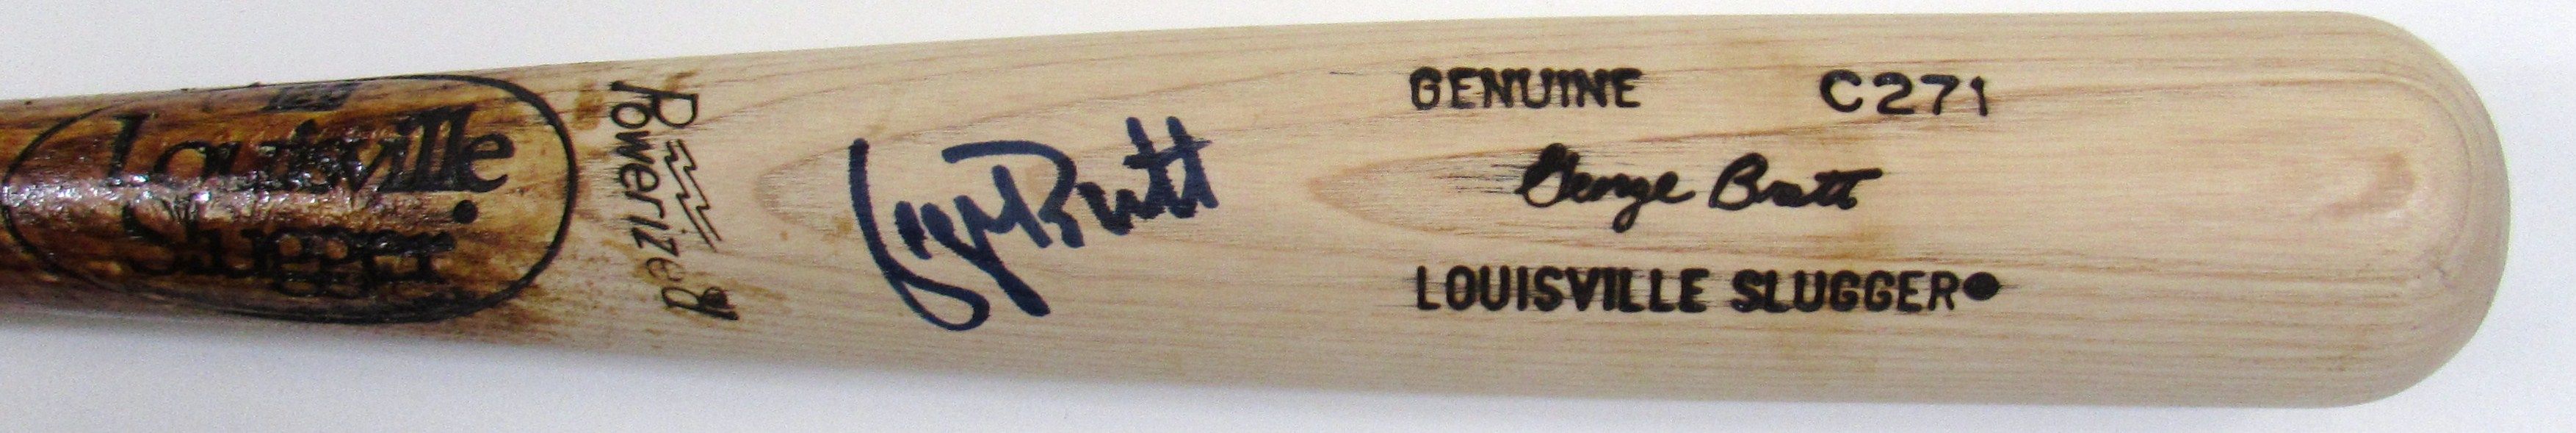 Louisville
Slugger
Powerized
George Brett
GENUINE C271
George Brett
LOUISVILLE SLUGGER